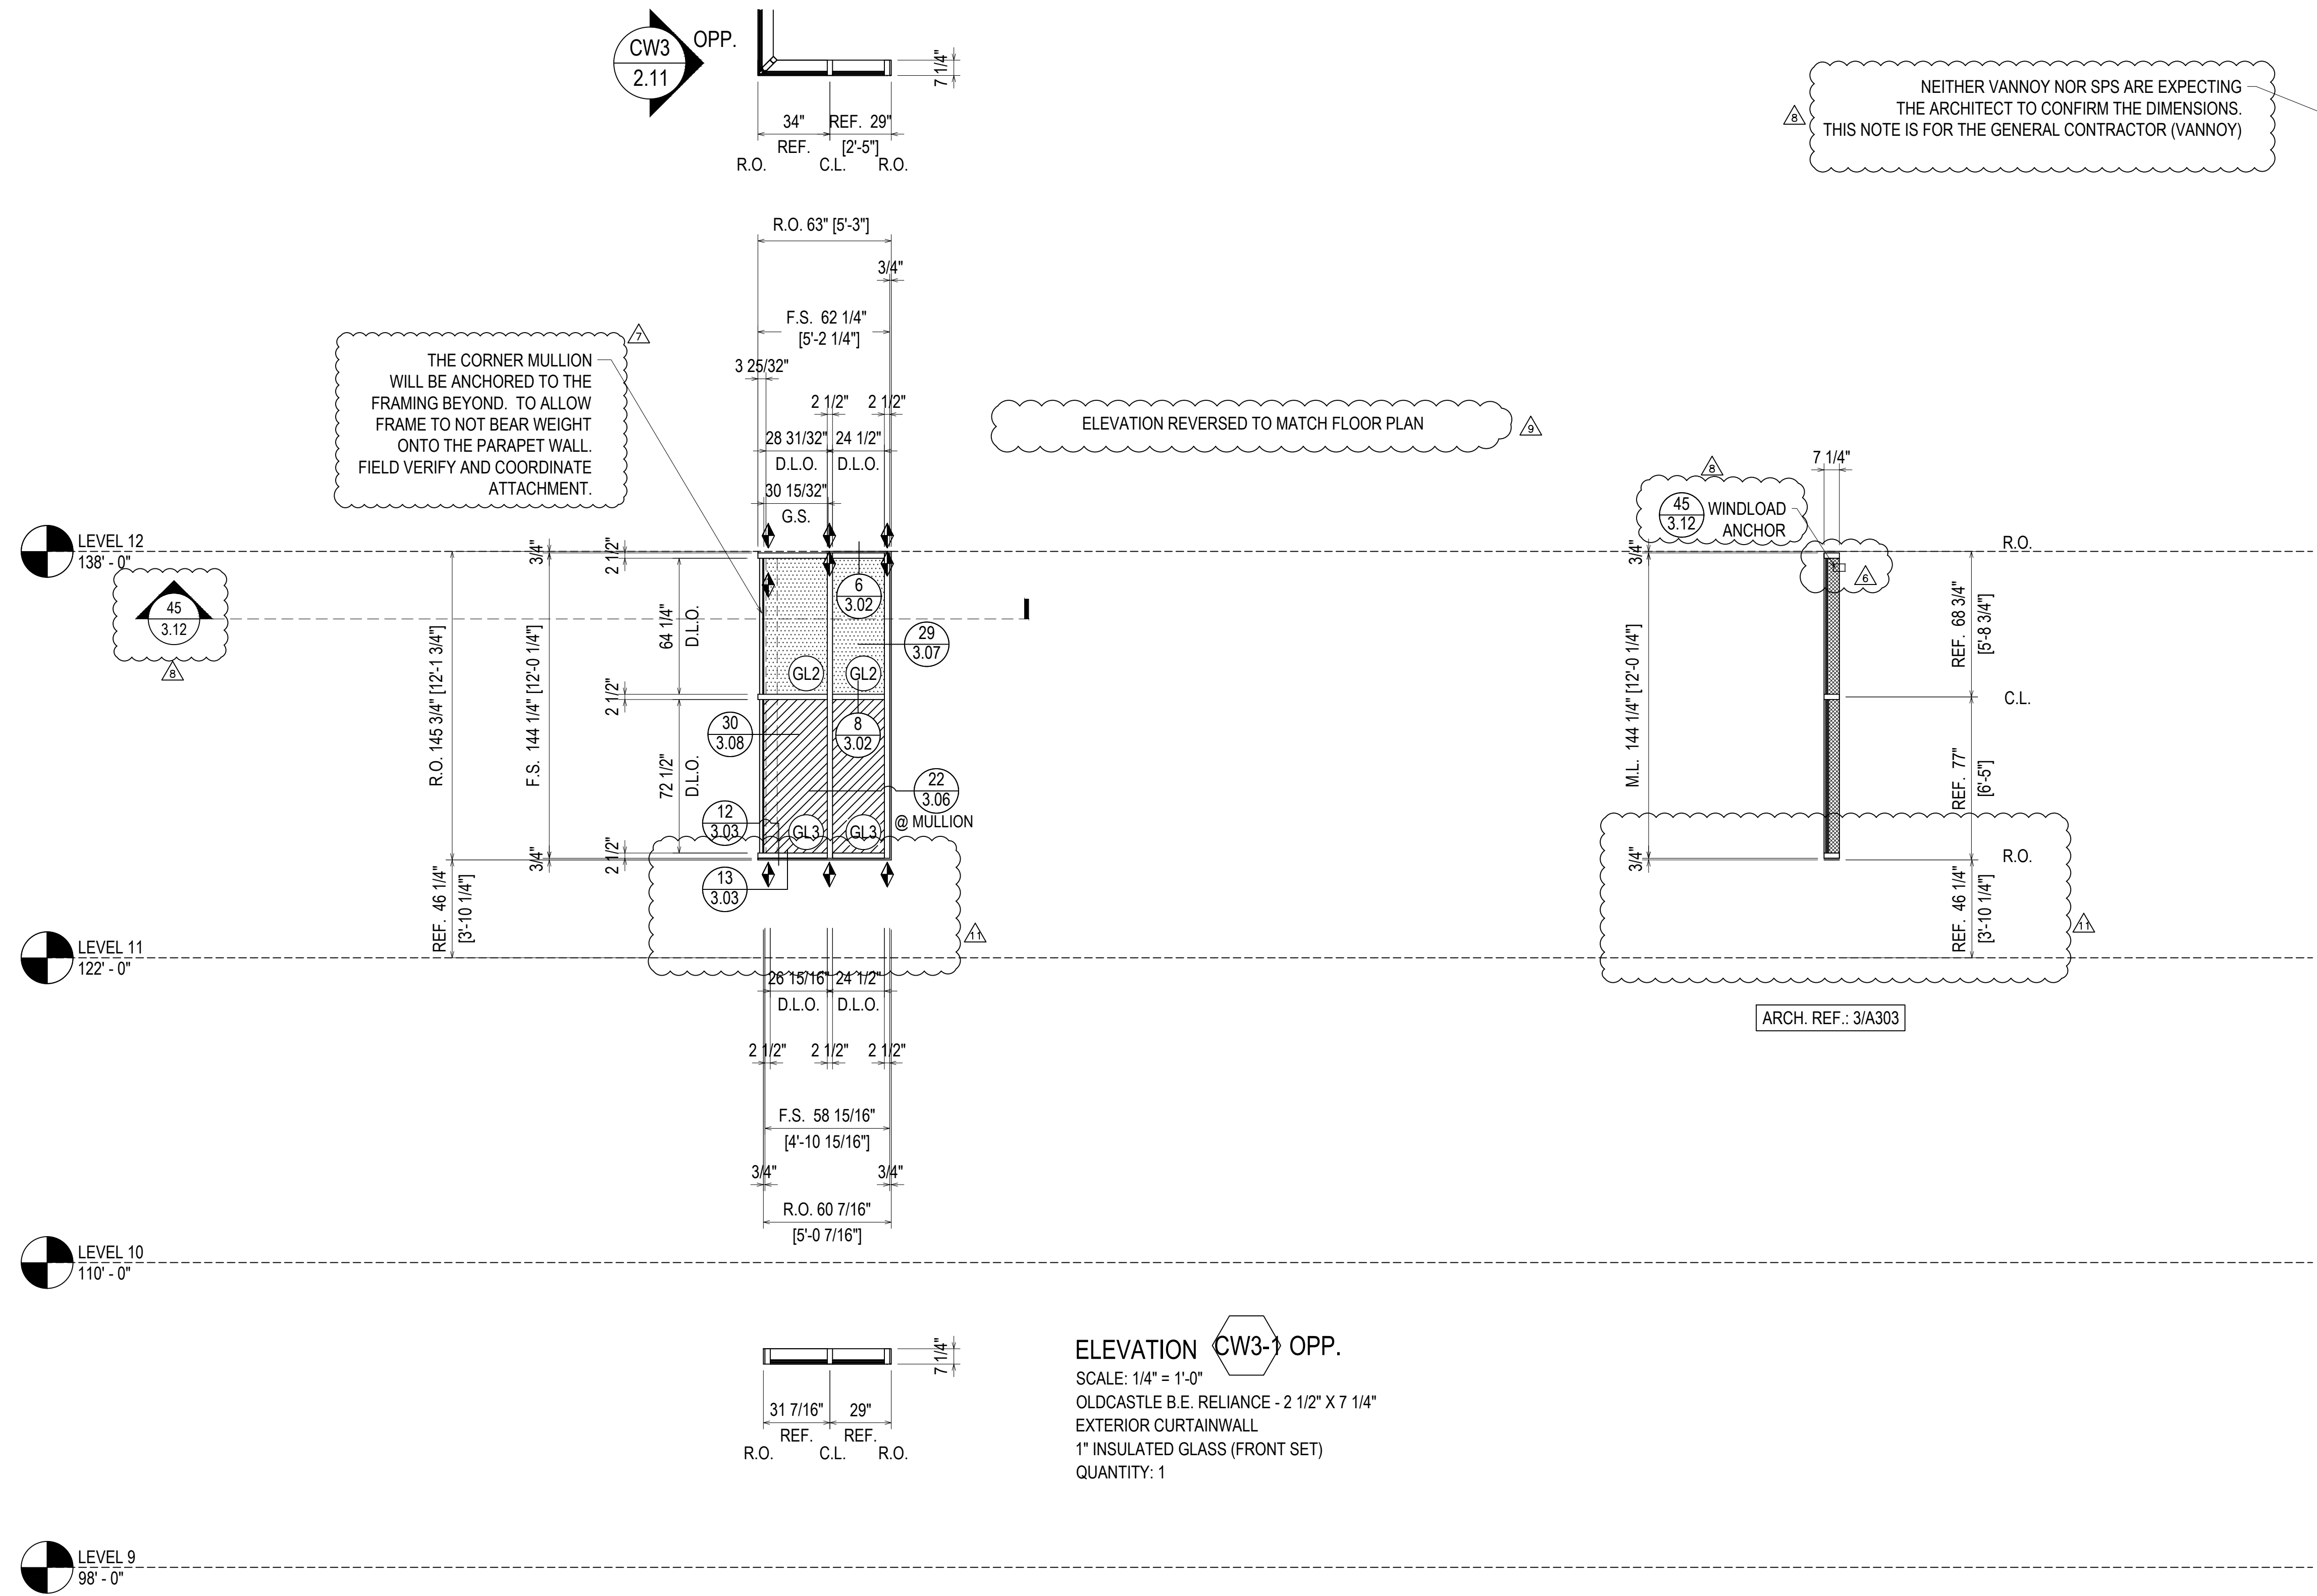 CW3
2.11
OPP.
7 1/4"
34"
REF. 29"
REF.
[2'-5"]
R.O.
C.L.
R.O.
NEITHER VANNOY NOR SPS ARE EXPECTING
THE ARCHITECT TO CONFIRM THE DIMENSIONS.
THIS NOTE IS FOR THE GENERAL CONTRACTOR (VANNOY)
8
R.O. 63" [5'-3"]
3/4"
F.S. 62 1/4"
[5'-2 1/4"]
3 25/32"
2 1/2"
2 1/2"
28 31/32"
24 1/2"
D.L.O.
D.L.O.
30 15/32"
G.S.
7
THE CORNER MULLION
WILL BE ANCHORED TO THE
FRAMING BEYOND. TO ALLOW
FRAME TO NOT BEAR WEIGHT
ONTO THE PARAPET WALL.
FIELD VERIFY AND COORDINATE
ATTACHMENT.
ELEVATION REVERSED TO MATCH FLOOR PLAN
9
LEVEL 12
138' - 0"
45
3.12
8
R.O. 145 3/4" [12'-1 3/4"]
REF. 46 1/4"
[3'-10 1/4"]
3/4"
F.S. 144 1/4" [12'-0 1/4"]
3/4"
2 1/2"
64 1/4"
D.L.O.
2 1/2"
72 1/2"
D.L.O.
2 1/2"
6
3.02
29
3.07
GL2
GL2
30
3.08
8
3.02
22
3.06
@ MULLION
12
3.03
GL3
GL3
13
3.03
11
8
45
3.12
WINDLOAD
ANCHOR
7 1/4"
6
3/4"
M.L. 144 1/4" [12'-0 1/4"]
3/4"
R.O.
REF. 68 3/4"
[5'-8 3/4"]
C.L.
REF. 77"
[6'-5"]
R.O.
REF. 46 1/4"
[3'-10 1/4"]
11
ARCH. REF.: 3/A303
LEVEL 11
122' - 0"
26 15/16"
24 1/2"
D.L.O.
D.L.O.
2 1/2"
2 1/2"
2 1/2"
F.S. 58 15/16"
[4'-10 15/16"]
3/4"
3/4"
R.O. 60 7/16"
[5'-0 7/16"]
LEVEL 10
110' - 0"
7 1/4"
31 7/16"
29"
REF.
REF.
R.O.
C.L.
R.O.
ELEVATION CW3-1 OPP.
SCALE: 1/4" = 1'-0"
OLDCASTLE B.E. RELIANCE - 2 1/2" X 7 1/4"
EXTERIOR CURTAINWALL
1" INSULATED GLASS (FRONT SET)
QUANTITY: 1
LEVEL 9
98' - 0"